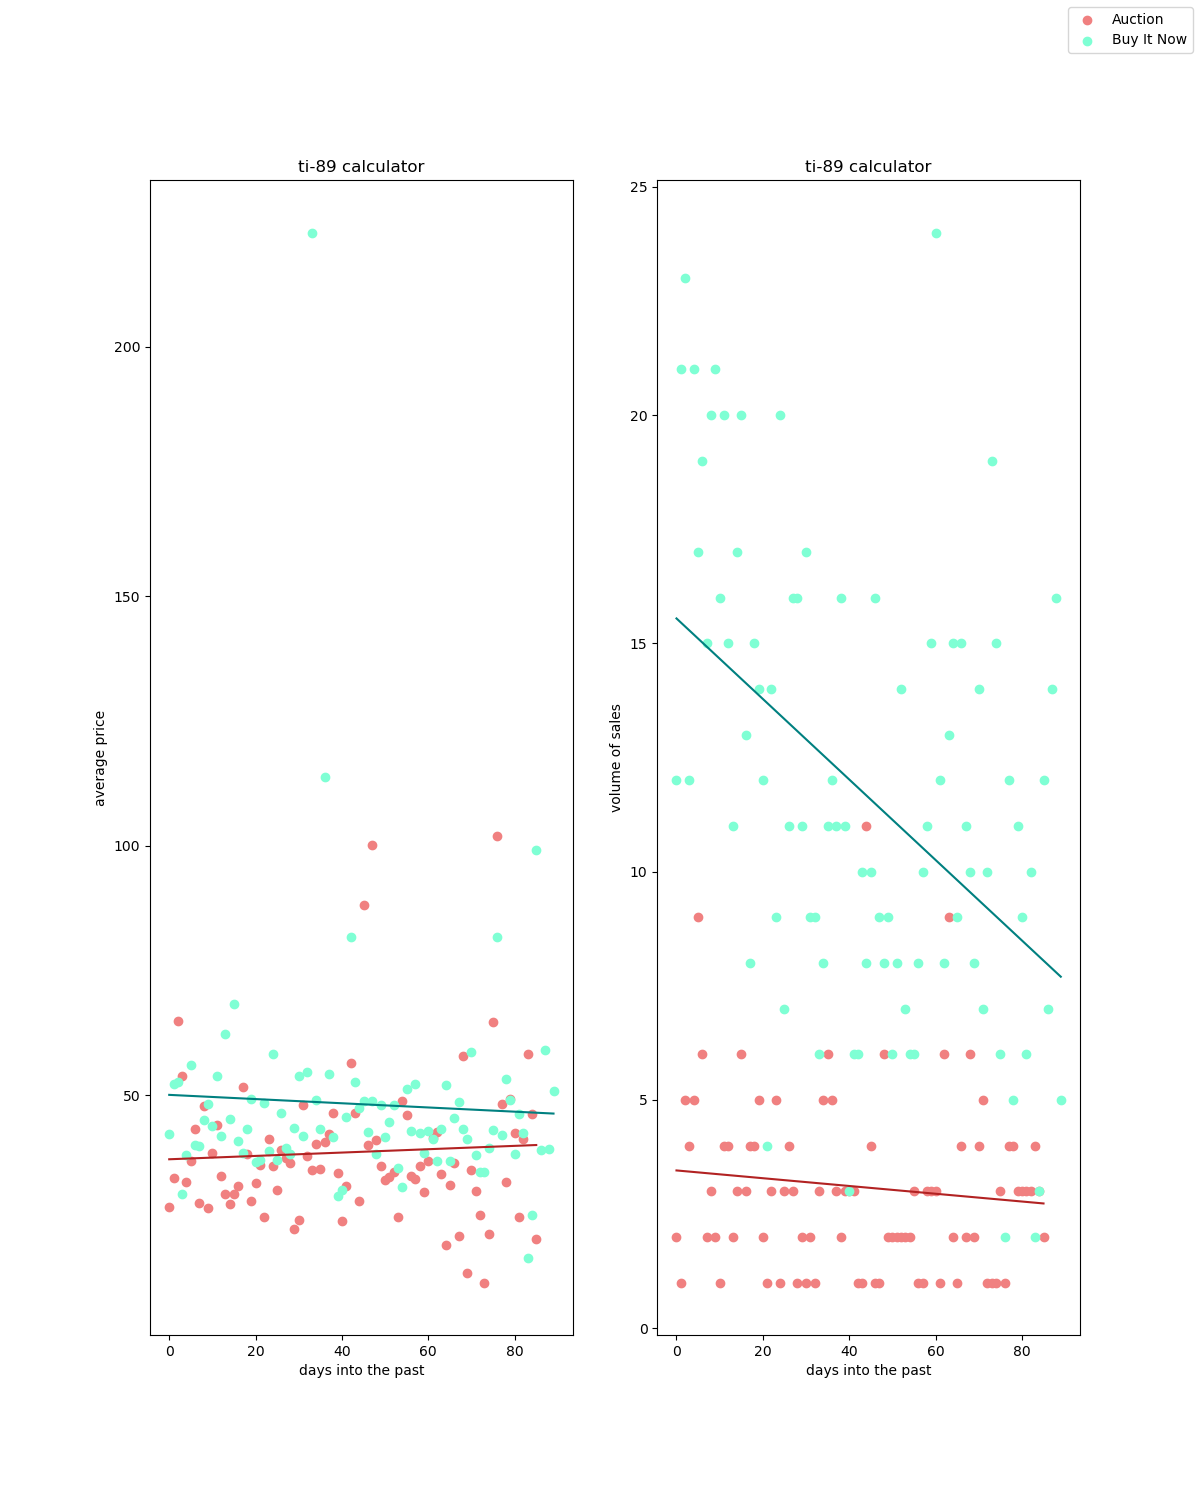 Auction
Buy It Now
ti-89 calculator
200
150
100
50
average price
0 20 40 60 80
days into the past
ti-89 calculator
25
20
15
10
5
0
volume of sales
0 20 40 60 80
days into the past